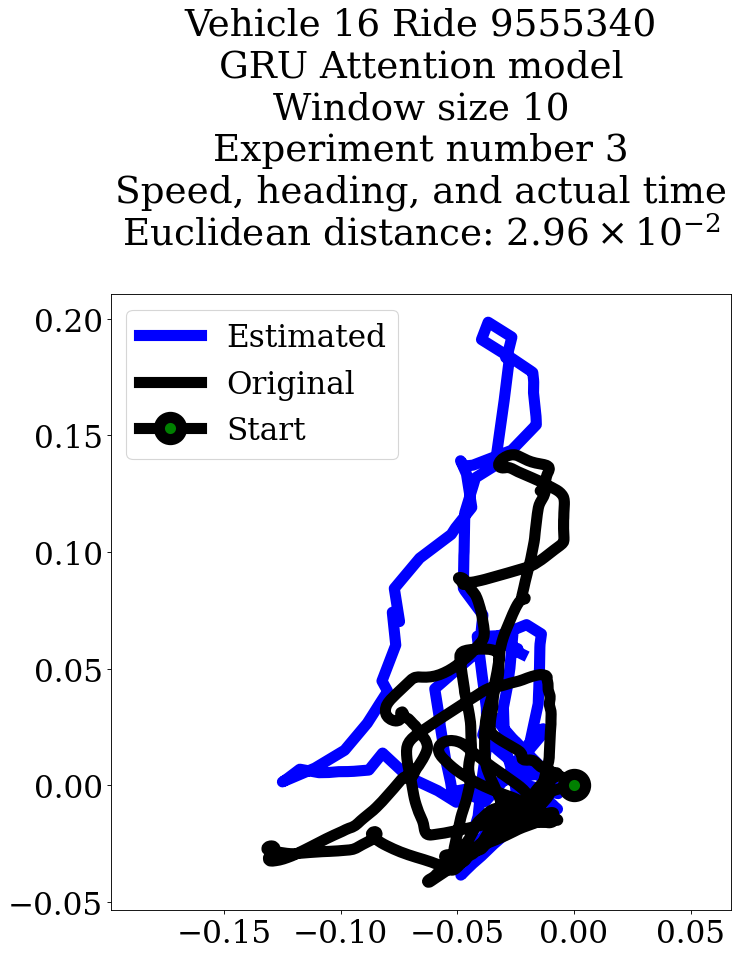 Vehicle 16 Ride 9555340
GRU Attention model
Window size 10
Experiment number 3
Speed, heading, and actual time
Euclidean distance: 2.96 × 10⁻²
Estimated
Original
Start
0.20
0.15
0.10
0.05
0.00
−0.05
−0.15 −0.10 −0.05 0.00 0.05